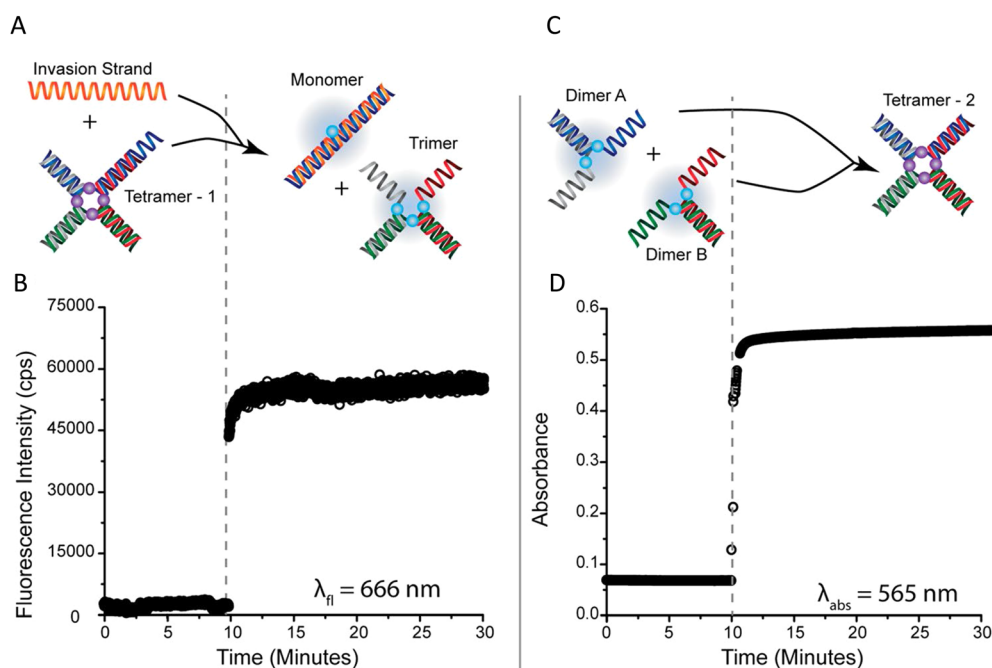 A
Invasion Strand
+
Tetramer - 1
Monomer
+
Trimer
B
Fluorescence Intensity (cps)
75000
60000
45000
30000
15000
0
λfl = 666 nm
0 5 10 15 20 25 30
Time (Minutes)
C
Dimer A
+
Dimer B
Tetramer - 2
D
Absorbance
0.6
0.5
0.4
0.3
0.2
0.1
0.0
λabs = 565 nm
0 5 10 15 20 25 30
Time (Minutes)